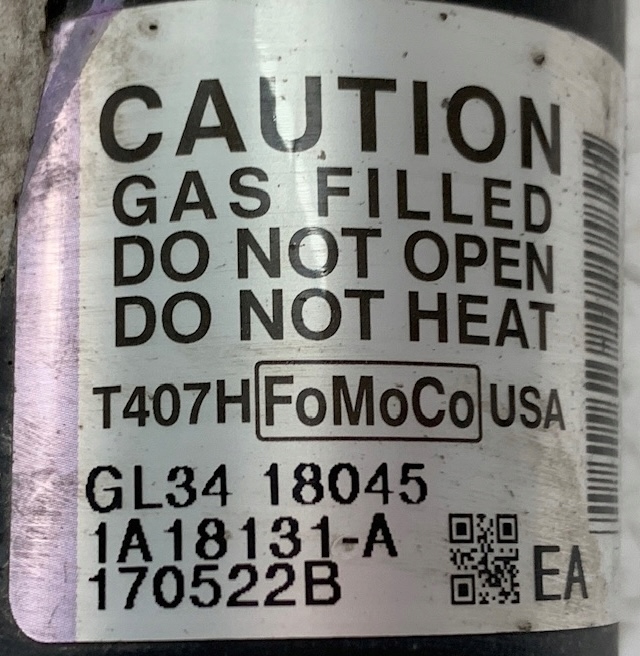 CAUTION
GAS FILLED
DO NOT OPEN
DO NOT HEAT
T407H FoMoCo USA
GL34 18045
1A18131-A
170522B
EA